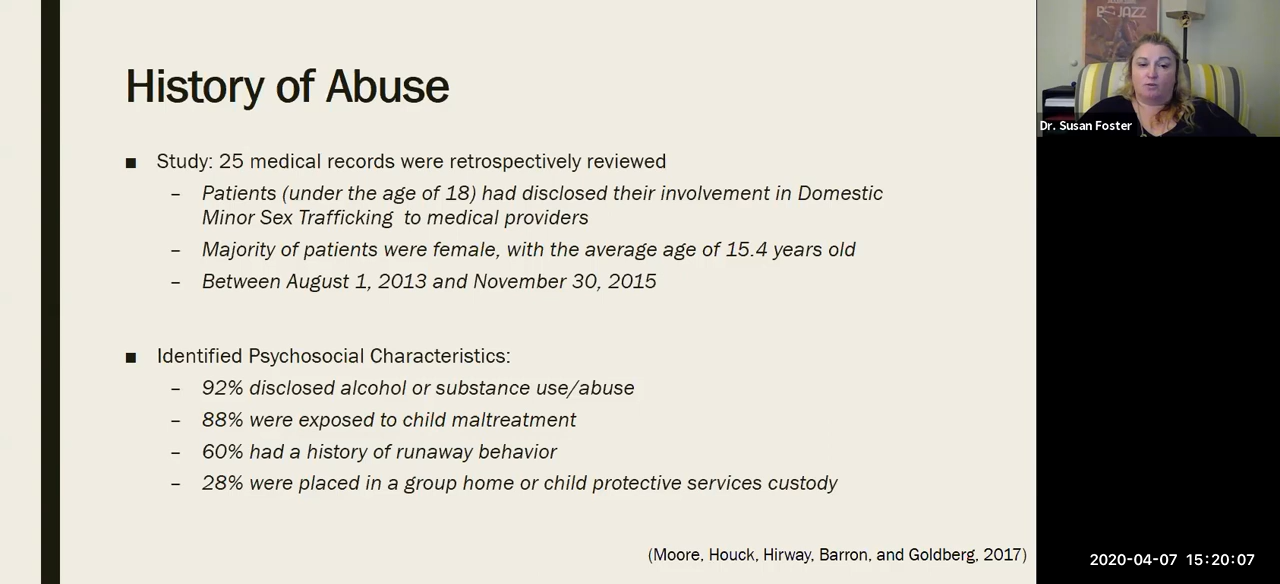 JAZZ
History of Abuse
Dr. Susan Foster
■ Study: 25 medical records were retrospectively reviewed
– Patients (under the age of 18) had disclosed their involvement in Domestic
Minor Sex Trafficking to medical providers
– Majority of patients were female, with the average age of 15.4 years old
– Between August 1, 2013 and November 30, 2015
■ Identified Psychosocial Characteristics:
– 92% disclosed alcohol or substance use/abuse
– 88% were exposed to child maltreatment
– 60% had a history of runaway behavior
– 28% were placed in a group home or child protective services custody
(Moore, Houck, Hirway, Barron, and Goldberg, 2017)
2020-04-07 15:20:07